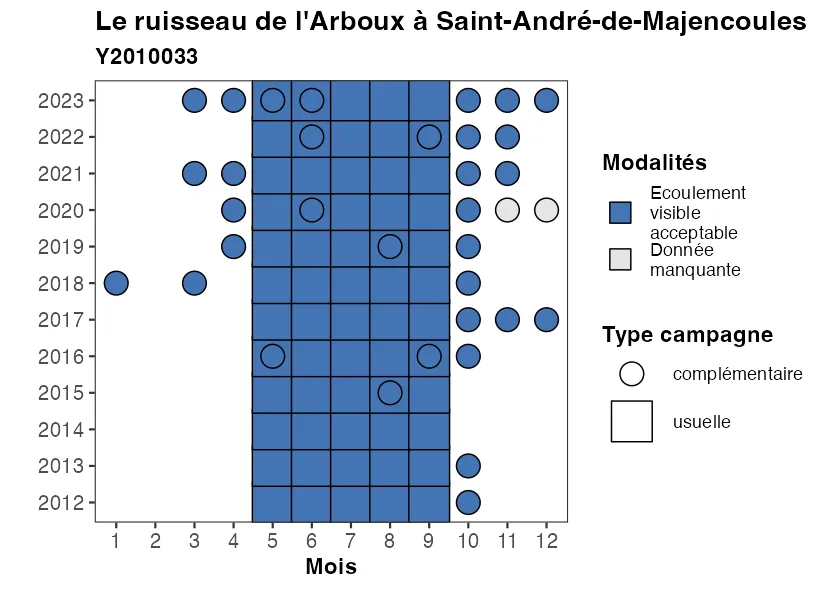 Le ruisseau de l'Arboux à Saint-André-de-Majencoules
Y2010033
2023
2022
2021
2020
2019
2018
2017
2016
2015
2014
2013
2012
1 2 3 4 5 6 7 8 9 10 11 12
Mois
Modalités
Ecoulement
visible
acceptable
Donnée
manquante
Type campagne
complémentaire
usuelle